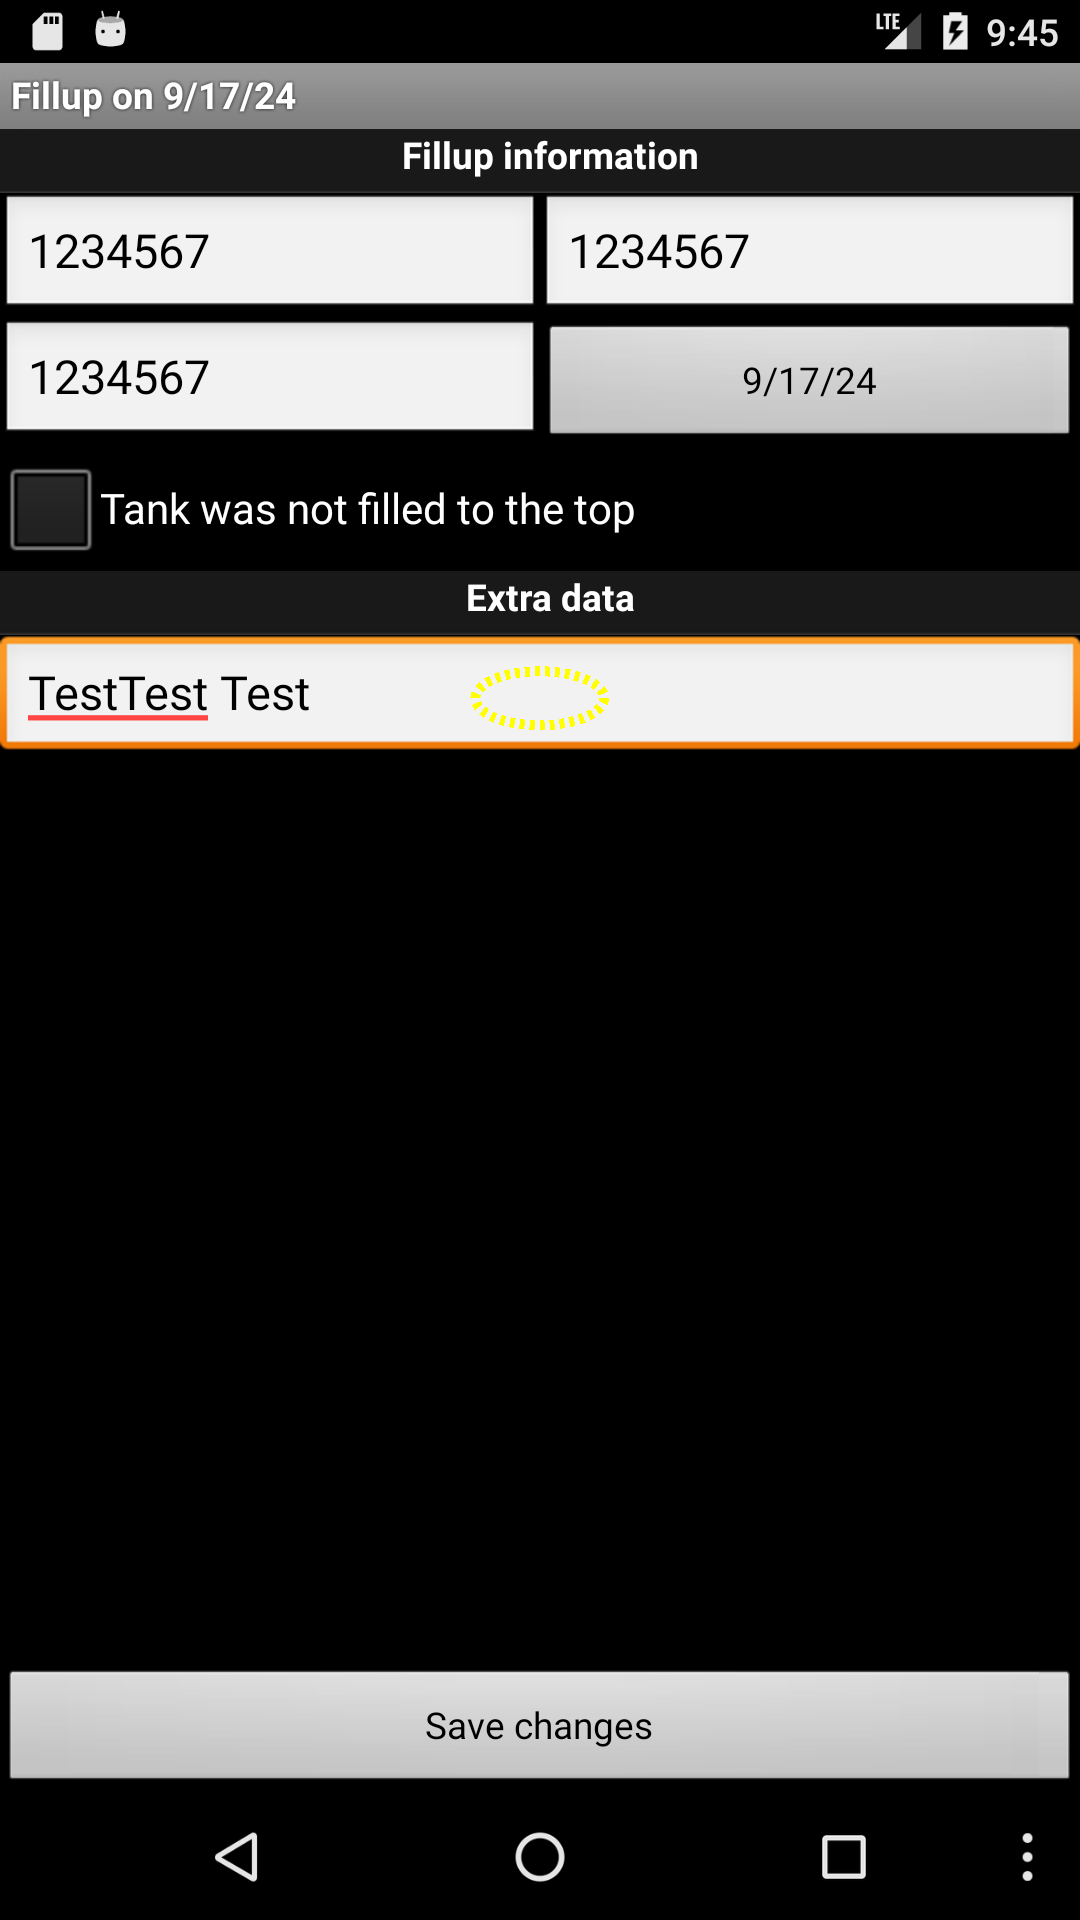 LTE 9:45
Fillup on 9/17/24
Fillup information
1234567 1234567
1234567 9/17/24
Tank was not filled to the top
Extra data
TestTest Test
Save changes